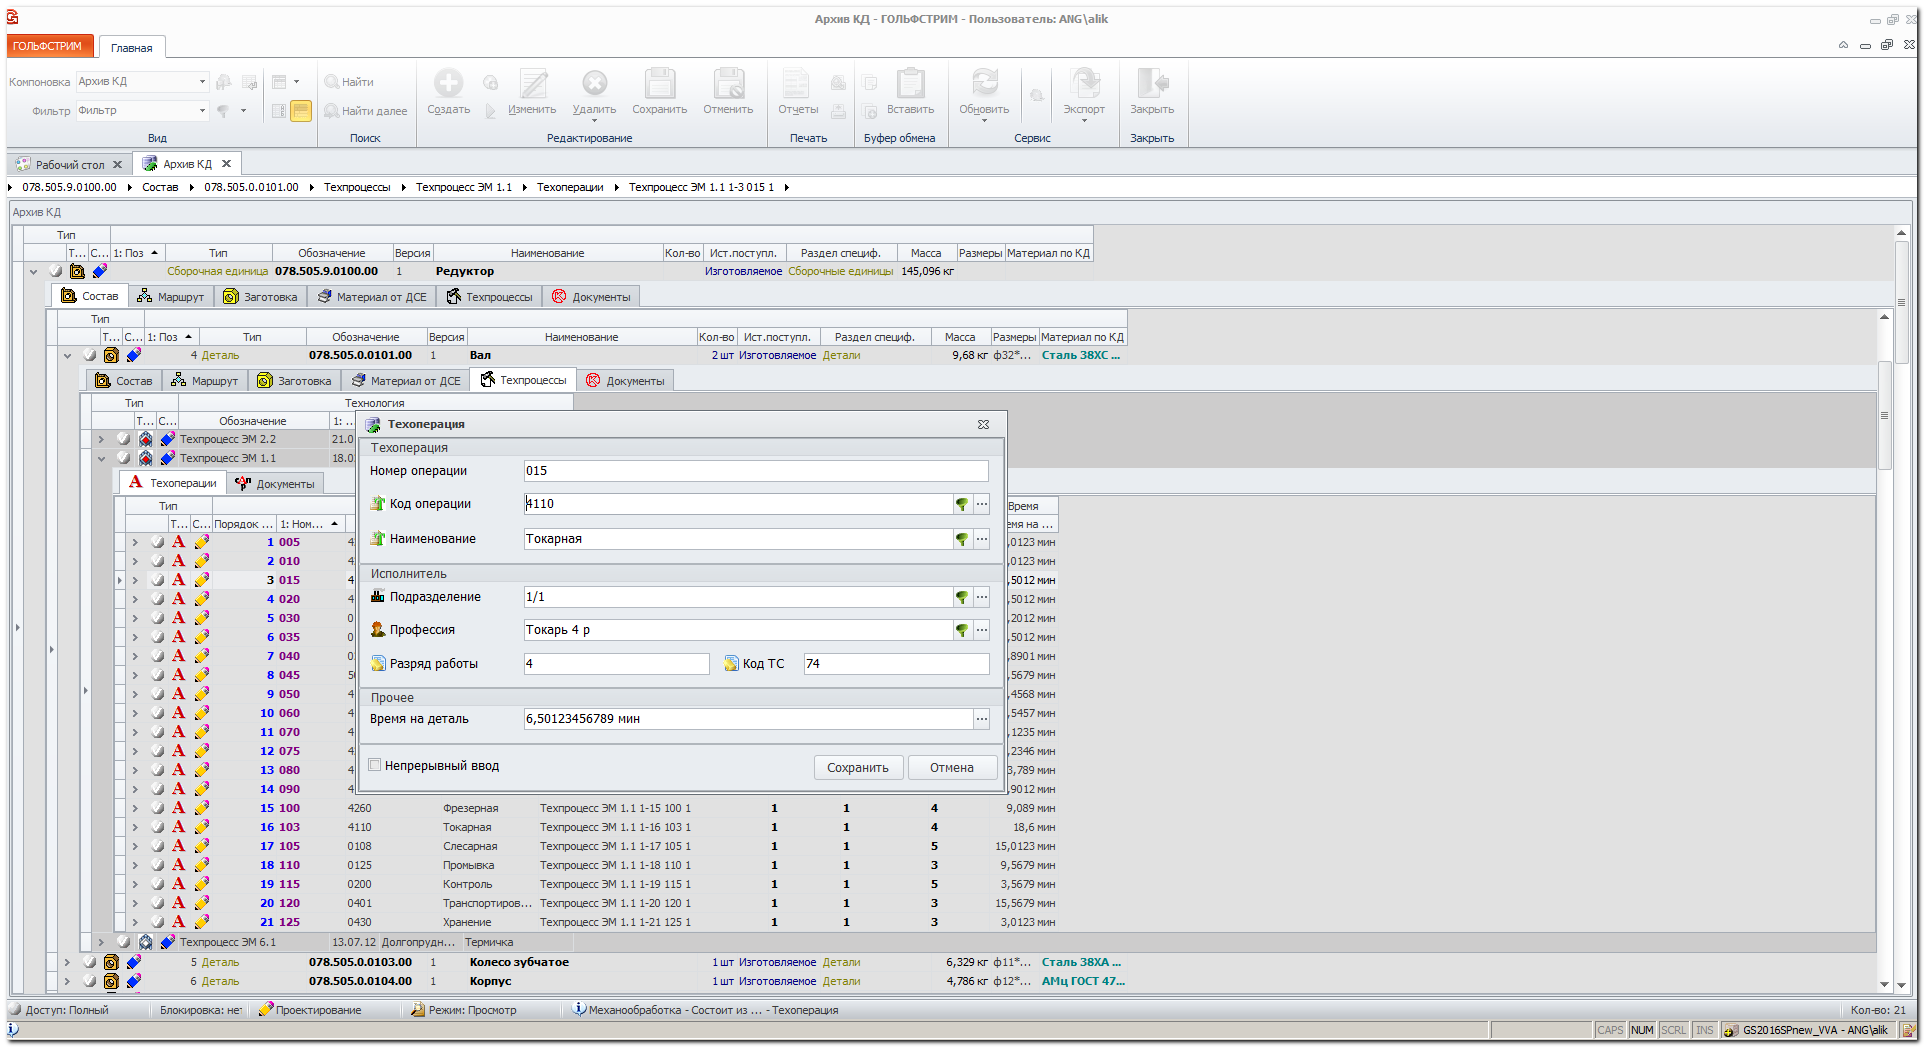 Архив КД - ГОЛЬФСТРИМ - Пользователь: ANG\alik
ГОЛЬФСТРИМ Главная
Компоновка Архив КД Найти
Фильтр Фильтр Найти далее
Создать Изменить Удалить Сохранить Отменить Отчеты Вставить Обновить Экспорт Закрыть
Вид Поиск Редактирование Печать Буфер обмена Сервис Закрыть
Рабочий стол Архив КД
078.505.9.0100.00 Состав 078.505.0.0101.00 Техпроцессы Техпроцесс ЭМ 1.1 Техоперации Техпроцесс ЭМ 1.1 1-3 015 1
Архив КД
Тип
Т... С... 1: Поз Тип Обозначение Версия Наименование Кол-во Ист.поступл. Раздел специф. Масса Размеры Материал по КД
Сборочная единица 078.505.9.0100.00 1 Редуктор Изготовляемое Сборочные единицы 145,096 кг
Состав Маршрут Заготовка Материал от ДСЕ Техпроцессы Документы
Тип
Т... С... 1: Поз Тип Обозначение Версия Наименование Кол-во Ист.поступл. Раздел специф. Масса Размеры Материал по КД
4 Деталь 078.505.0.0101.00 1 Вал 2 шт Изготовляемое Детали 9,68 кг ф32*... Сталь 38ХС ...
Состав Маршрут Заготовка Материал от ДСЕ Техпроцессы Документы
Тип Технология
Т... С... Обозначение 1: ...
Техпроцесс ЭМ 2.2 21.0
Техпроцесс ЭМ 1.1 18.0
Техоперации Документы
Тип Время
Т... С... Порядок ... 1: Ном... емя на ...
1 005 4 ,0123 мин
2 010 4 ,0123 мин
3 015 4 ,5012 мин
4 020 4 ,5012 мин
5 030 0 ,2012 мин
6 035 0 ,5012 мин
7 040 0 ,8901 мин
8 045 50 ,5679 мин
9 050 4 ,4568 мин
10 060 4 ,5457 мин
11 070 4 ,1235 мин
12 075 4 ,2346 мин
13 080 4 3,789 мин
14 090 4 ,9012 мин
Техоперация
Техоперация
Номер операции 015
Код операции 4110
Наименование Токарная
Исполнитель
Подразделение 1/1
Профессия Токарь 4 р
Разряд работы 4 Код ТС 74
Прочее
Время на деталь 6,50123456789 мин
Непрерывный ввод Сохранить Отмена
15 100 4260 Фрезерная Техпроцесс ЭМ 1.1 1-15 100 1 1 1 4 9,089 мин
16 103 4110 Токарная Техпроцесс ЭМ 1.1 1-16 103 1 1 1 4 18,6 мин
17 105 0108 Слесарная Техпроцесс ЭМ 1.1 1-17 105 1 1 1 5 15,0123 мин
18 110 0125 Промывка Техпроцесс ЭМ 1.1 1-18 110 1 1 1 3 9,5679 мин
19 115 0200 Контроль Техпроцесс ЭМ 1.1 1-19 115 1 1 1 5 3,5679 мин
20 120 0401 Транспортиров... Техпроцесс ЭМ 1.1 1-20 120 1 1 1 3 15,5679 мин
21 125 0430 Хранение Техпроцесс ЭМ 1.1 1-21 125 1 1 1 3 3,0123 мин
Техпроцесс ЭМ 6.1 13.07.12 Долгопрудн... Термичка
5 Деталь 078.505.0.0103.00 1 Колесо зубчатое 1 шт Изготовляемое Детали 6,329 кг ф11*... Сталь 38ХА ...
6 Деталь 078.505.0.0104.00 1 Корпус 1 шт Изготовляемое Детали 4,786 кг ф12*... АМц ГОСТ 47...
Доступ: Полный Блокировка: нет Проектирование Режим: Просмотр Механообработка - Состоит из ... - Техоперация Кол-во: 21
CAPS NUM SCRL INS GS2016SPnew_VVA - ANG\alik